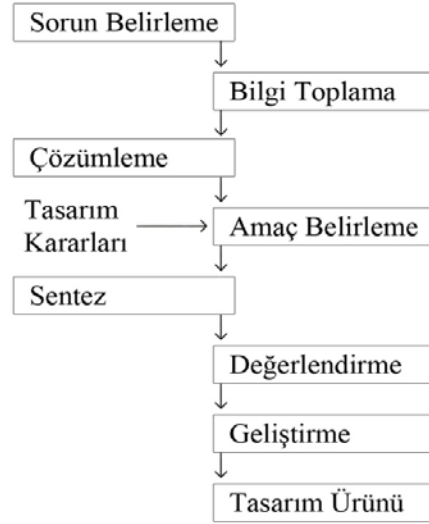 Sorun Belirleme
Bilgi Toplama
Çözümleme
Tasarım
Kararları
Amaç Belirleme
Sentez
Değerlendirme
Geliştirme
Tasarım Ürünü